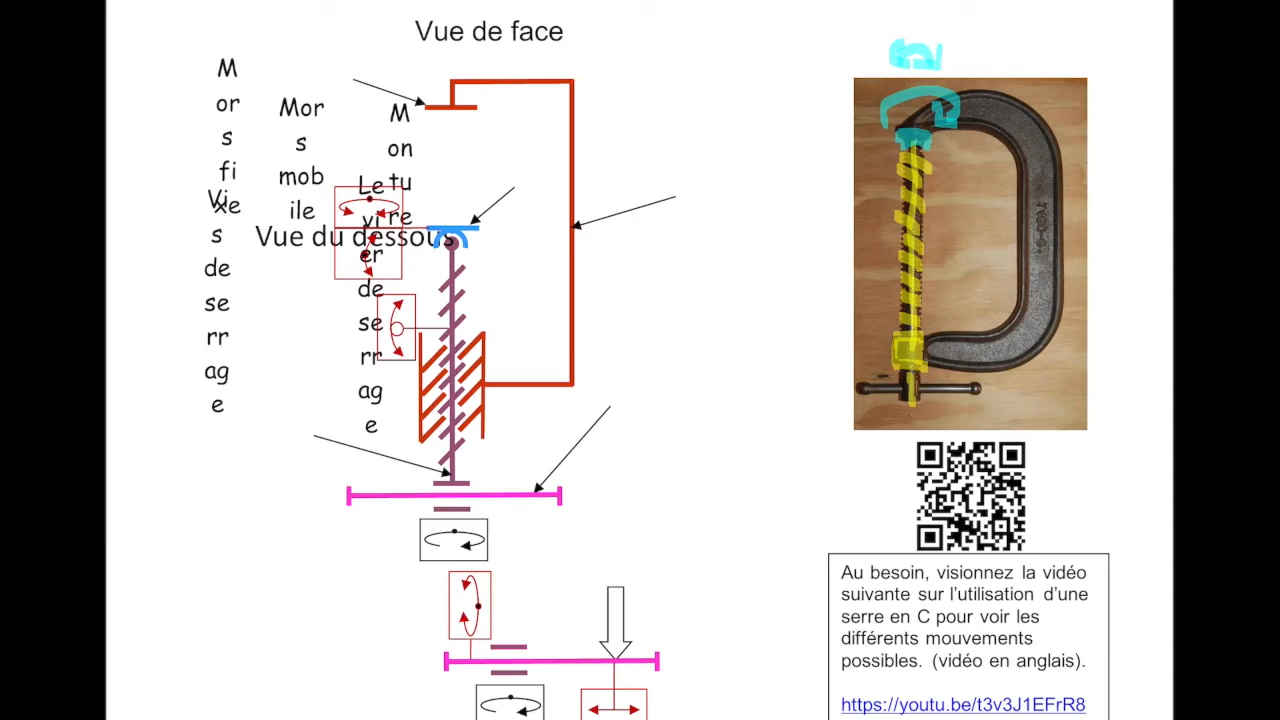 Vue de face
M
or
s
fi
xe
Mor
s
mob
ile
M
on
tu
re
Vi
s
de
se
rr
ag
e
Le
vi
er
de
se
rr
ag
e
Vue du dessous
Au besoin, visionnez la vidéo
suivante sur l'utilisation d'une
serre en C pour voir les
différents mouvements
possibles. (vidéo en anglais).
https://youtu.be/t3v3J1EFrR8